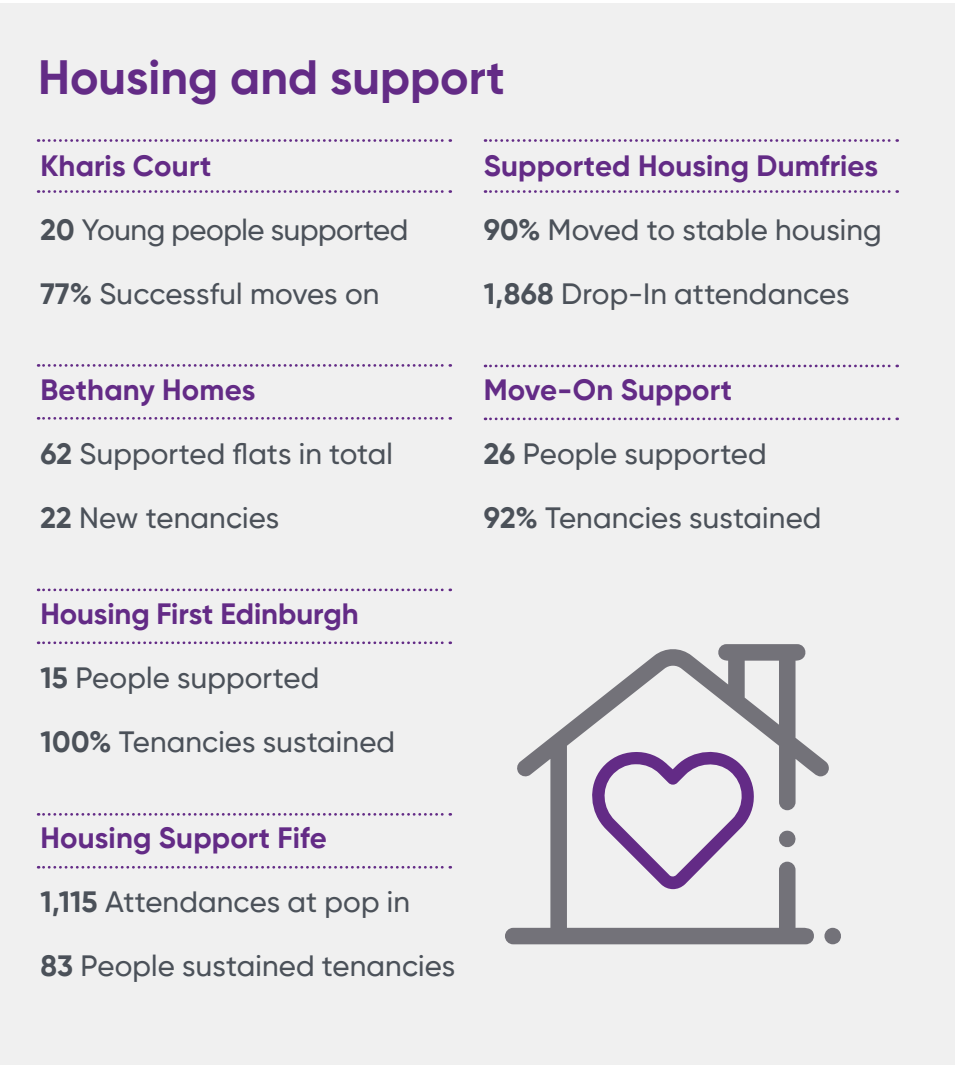 Housing and support
Kharis Court
20 Young people supported
77% Successful moves on
Bethany Homes
62 Supported flats in total
22 New tenancies
Housing First Edinburgh
15 People supported
100% Tenancies sustained
Housing Support Fife
1,115 Attendances at pop in
83 People sustained tenancies
Supported Housing Dumfries
90% Moved to stable housing
1,868 Drop-In attendances
Move-On Support
26 People supported
92% Tenancies sustained